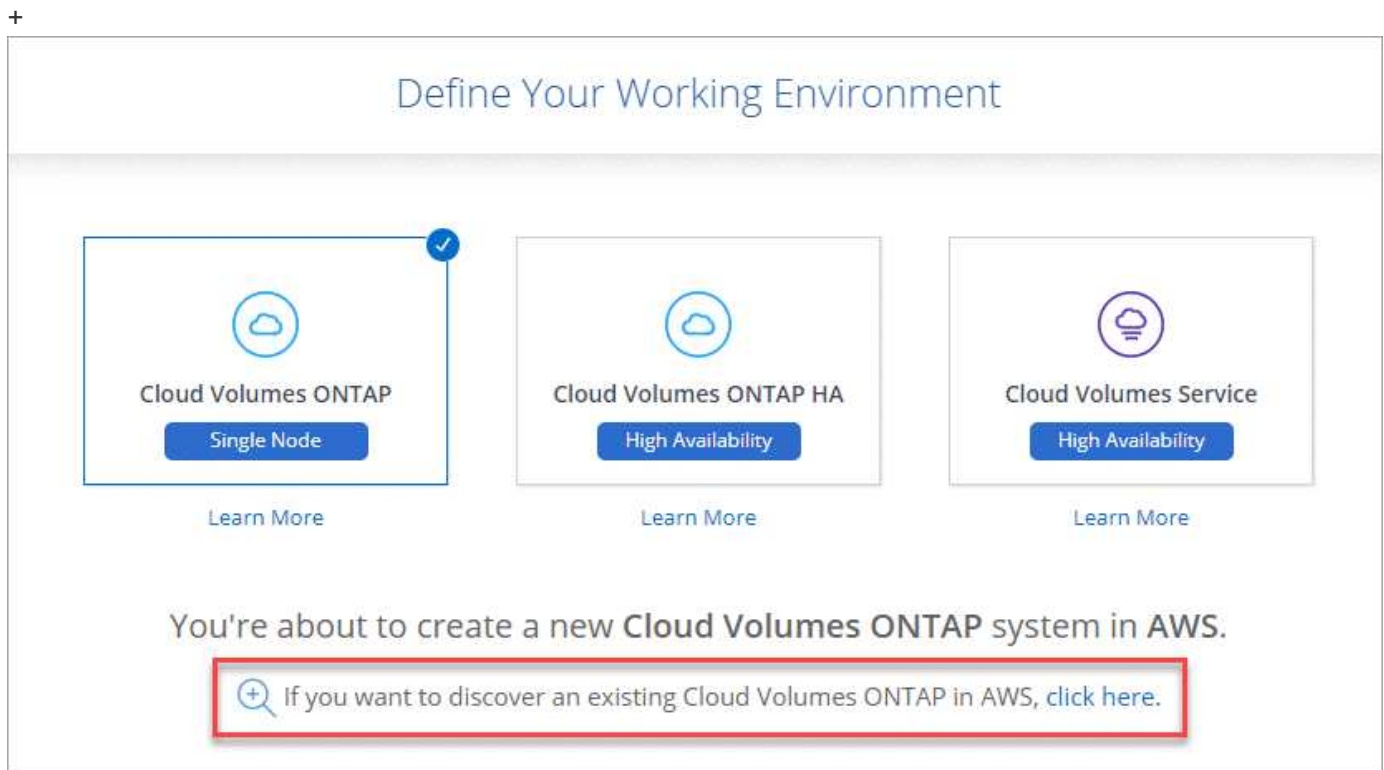 +
Define Your Working Environment
Cloud Volumes ONTAP
Single Node
Learn More
Cloud Volumes ONTAP HA
High Availability
Learn More
Cloud Volumes Service
High Availability
Learn More
You're about to create a new Cloud Volumes ONTAP system in AWS.
If you want to discover an existing Cloud Volumes ONTAP in AWS, click here.